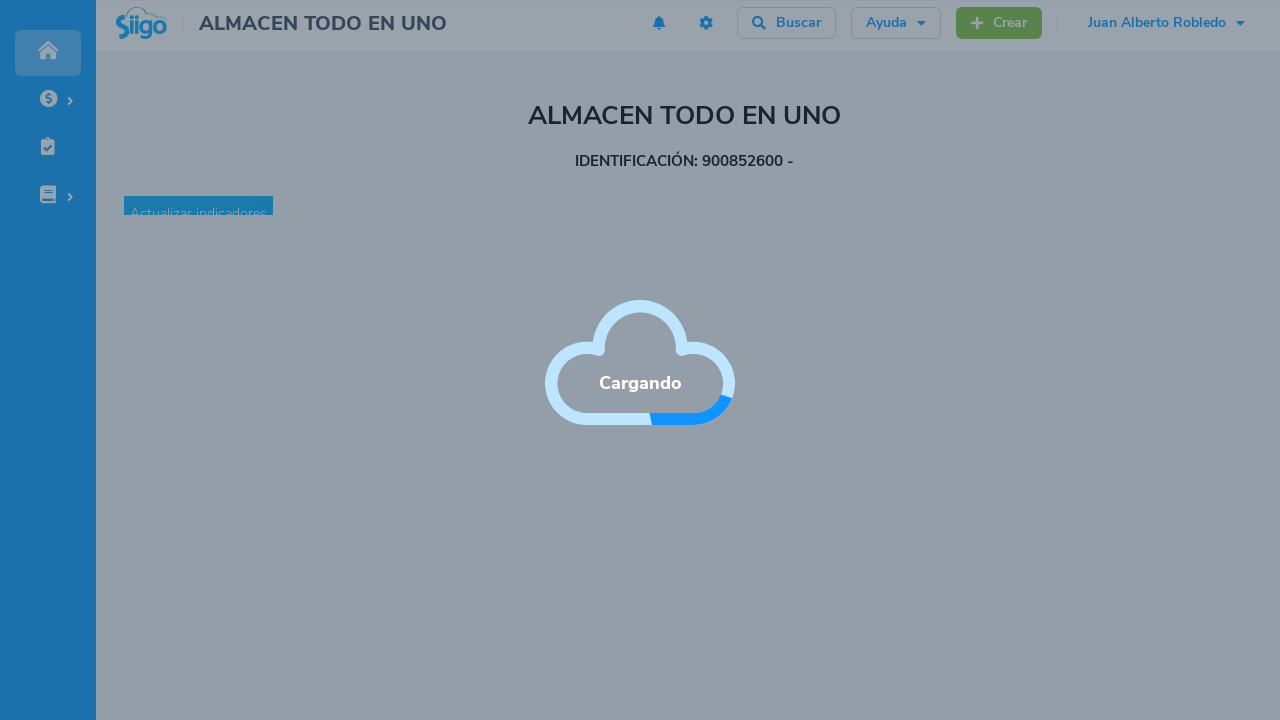 Siigo
ALMACEN TODO EN UNO
Buscar
Ayuda
Crear
Juan Alberto Robledo
ALMACEN TODO EN UNO
IDENTIFICACIÓN: 900852600 -
Actualizar indicadores
Cargando